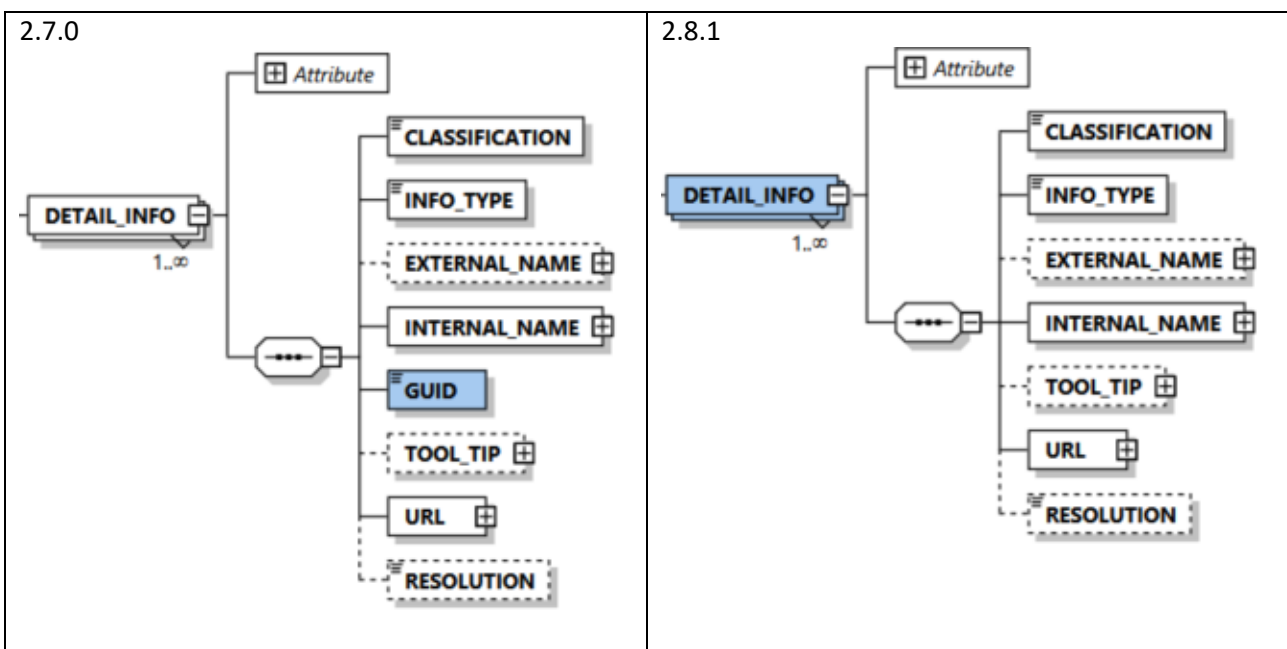 2.7.0
Attribute
CLASSIFICATION
INFO_TYPE
DETAIL_INFO
1..∞
EXTERNAL_NAME
INTERNAL_NAME
GUID
TOOL_TIP
URL
RESOLUTION
2.8.1
Attribute
CLASSIFICATION
INFO_TYPE
DETAIL_INFO
1..∞
EXTERNAL_NAME
INTERNAL_NAME
TOOL_TIP
URL
RESOLUTION